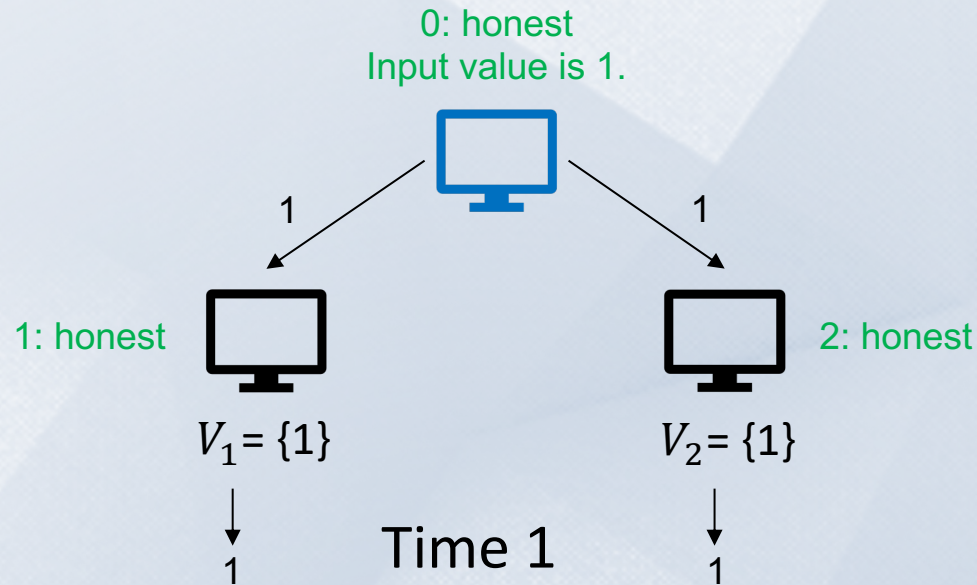 0: honest
Input value is 1.
1
1
1: honest
2: honest
𝑉₁= {1}
𝑉₂= {1}
Time 1
1
1